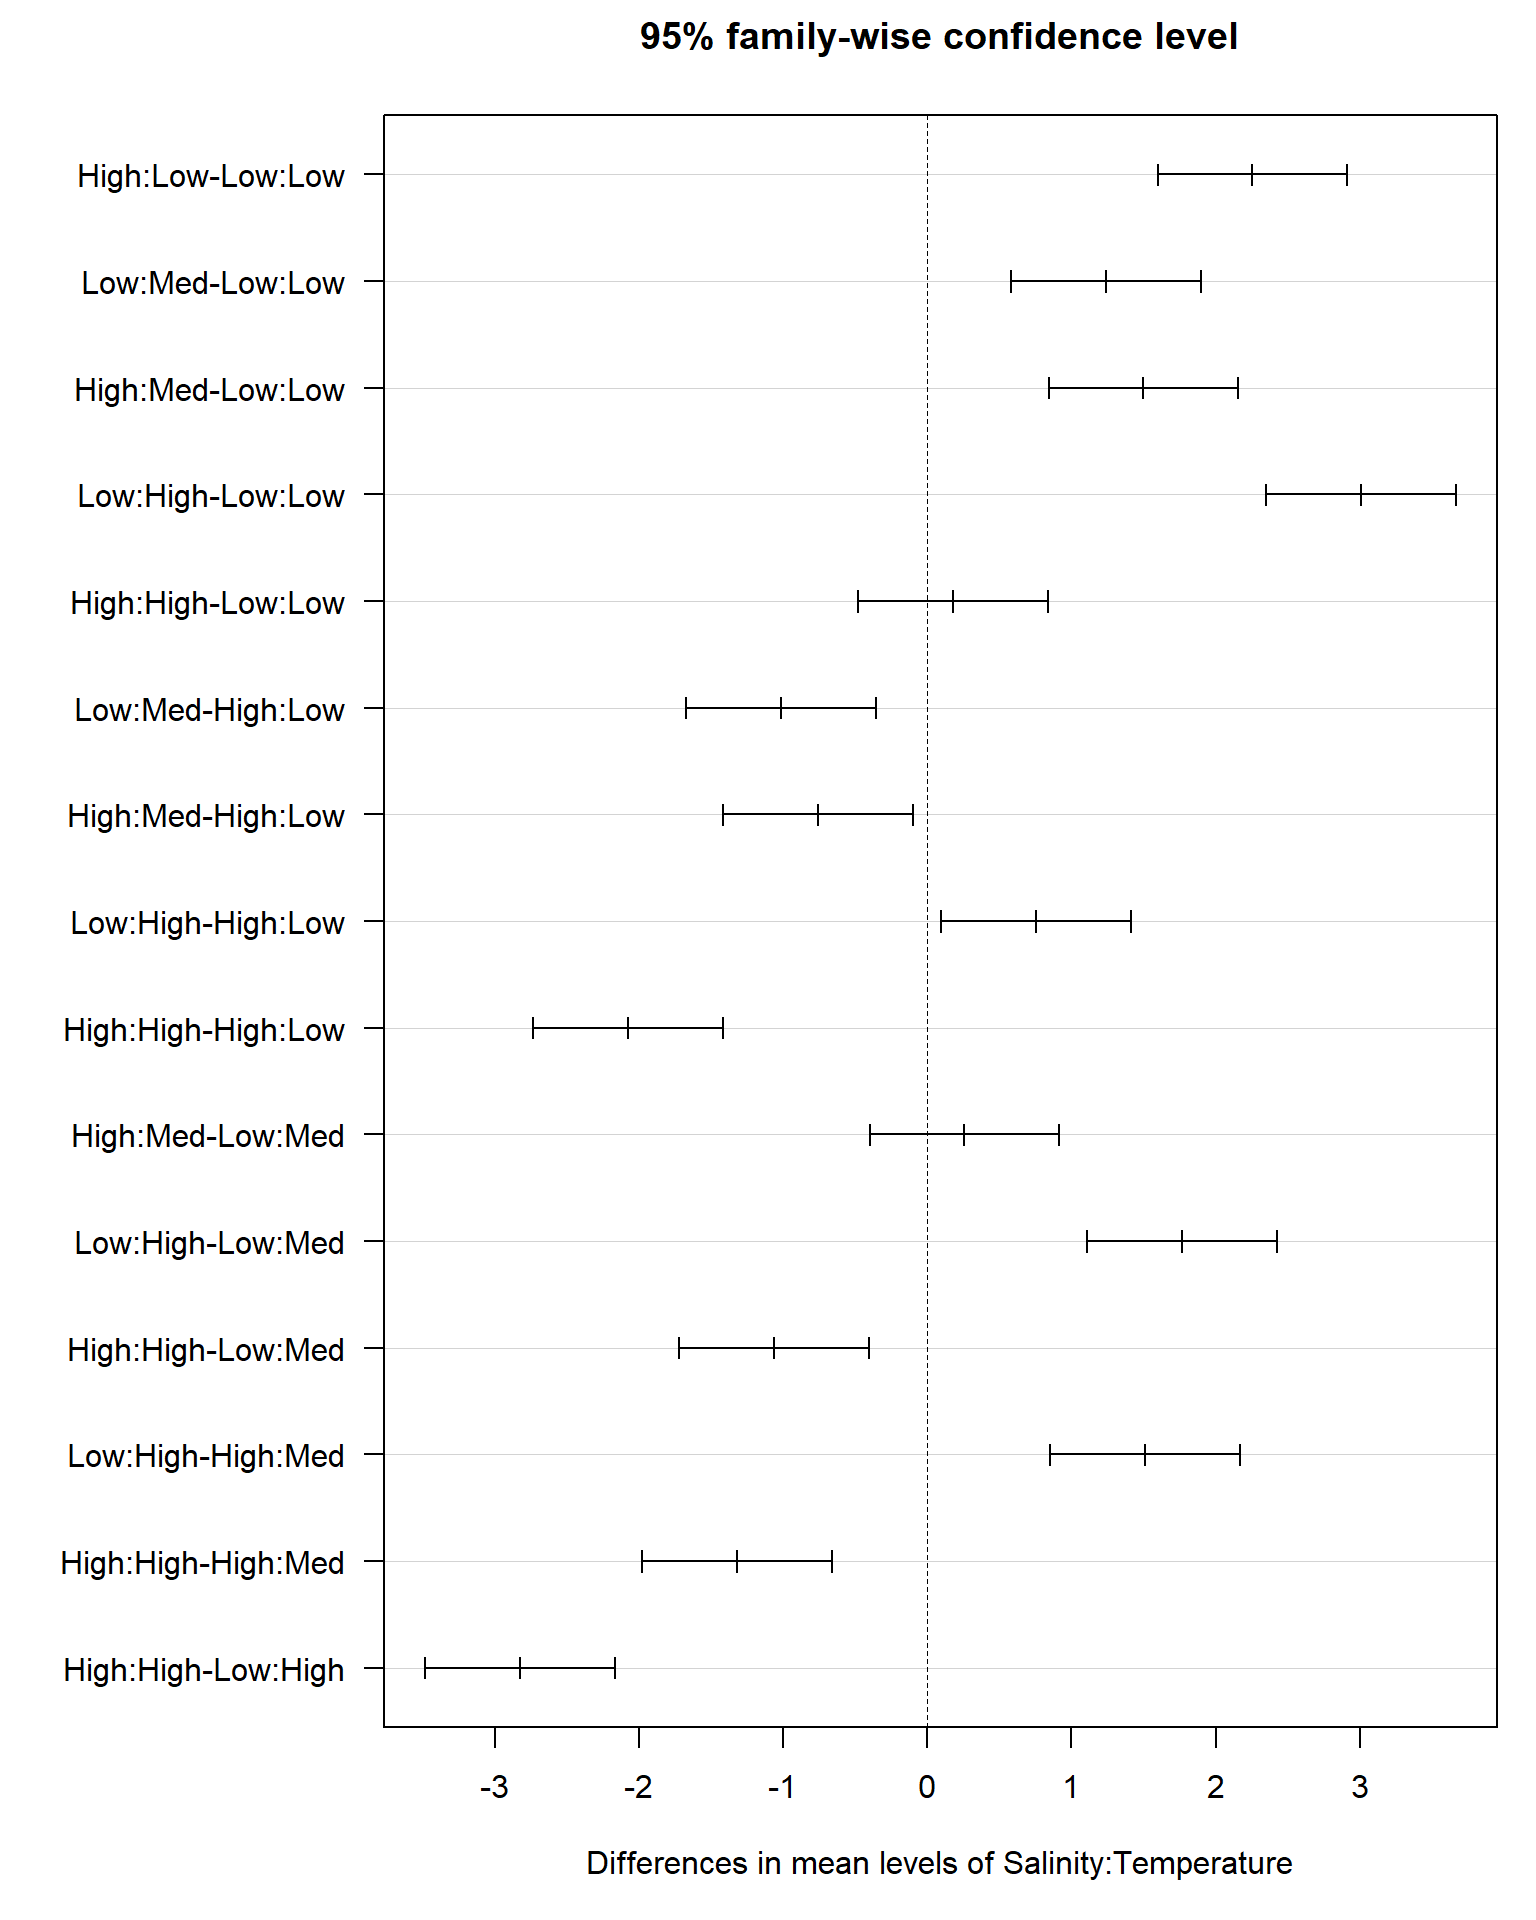 95% family-wise confidence level
High:Low-Low:Low
Low:Med-Low:Low
High:Med-Low:Low
Low:High-Low:Low
High:High-Low:Low
Low:Med-High:Low
High:Med-High:Low
Low:High-High:Low
High:High-High:Low
High:Med-Low:Med
Low:High-Low:Med
High:High-Low:Med
Low:High-High:Med
High:High-High:Med
High:High-Low:High
-3 -2 -1 0 1 2 3
Differences in mean levels of Salinity:Temperature